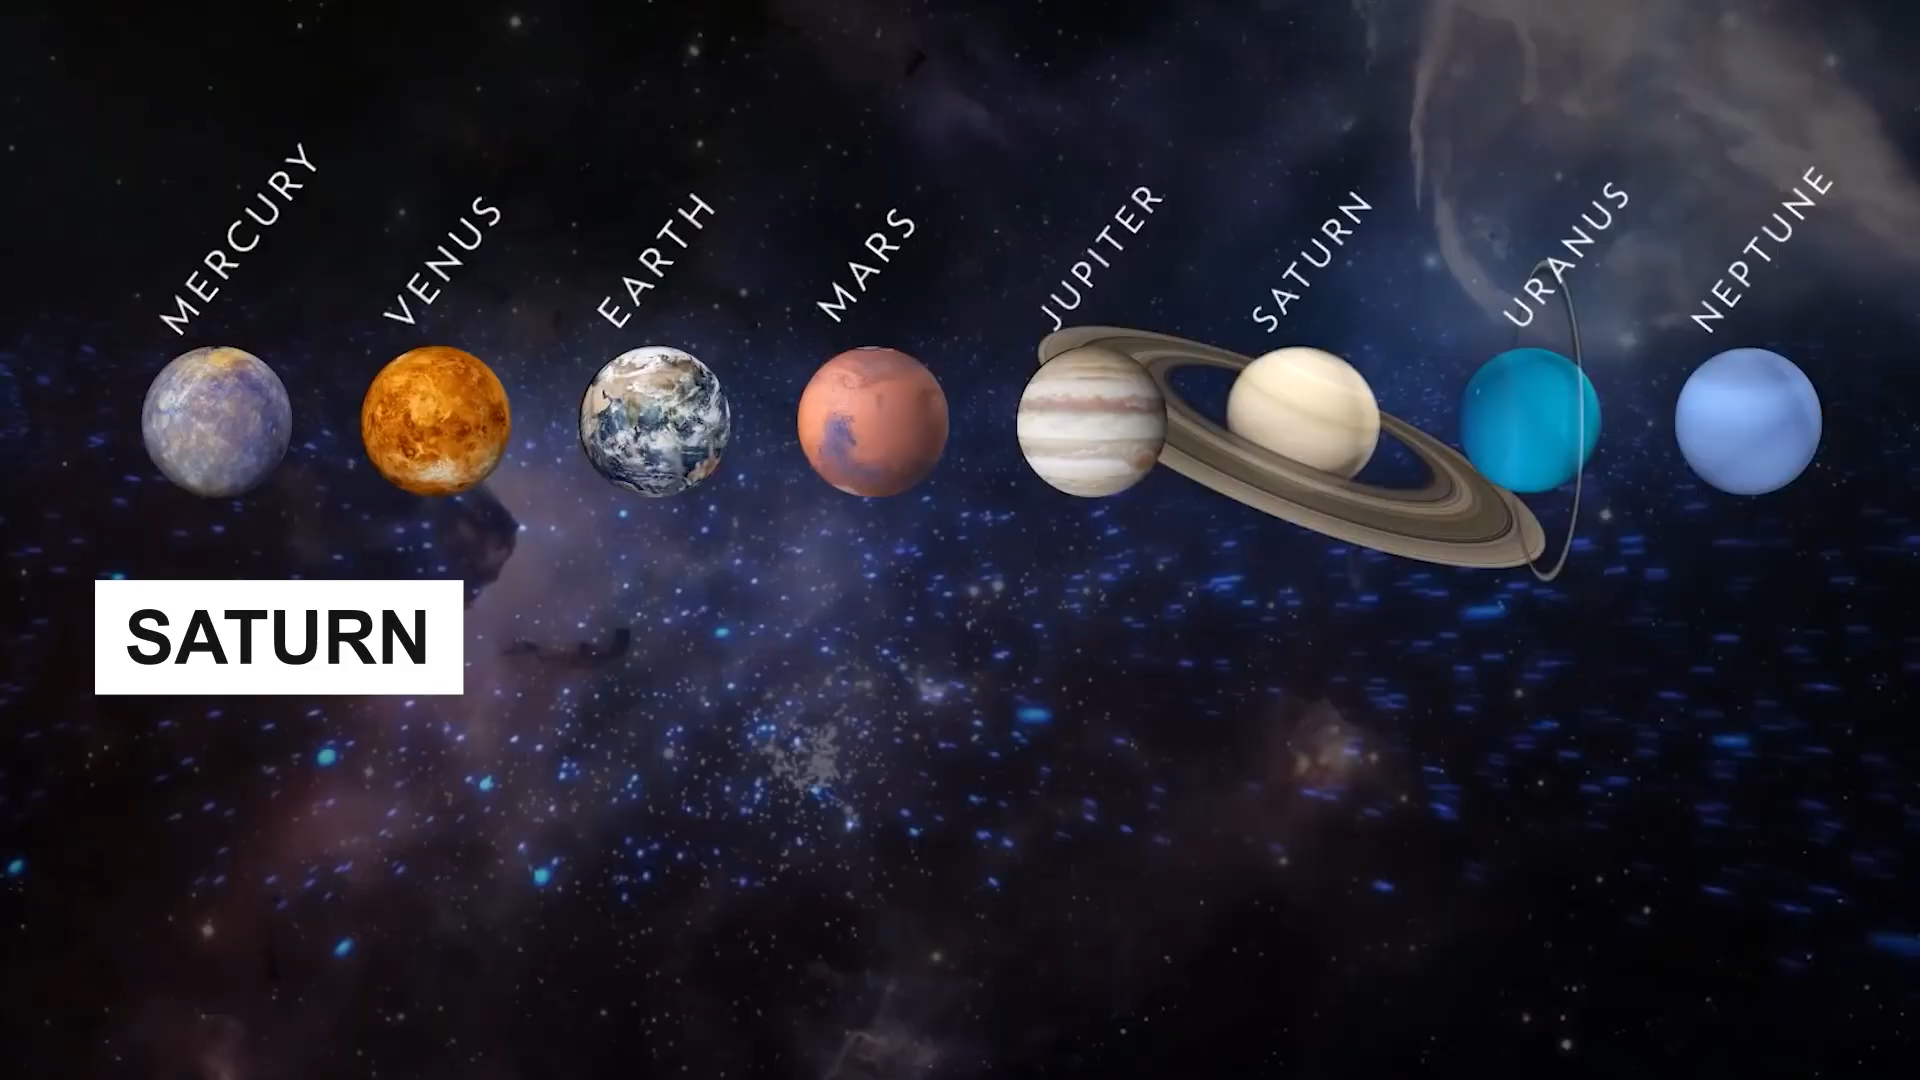 MERCURY
VENUS
EARTH
MARS
JUPITER
SATURN
URANUS
NEPTUNE
SATURN